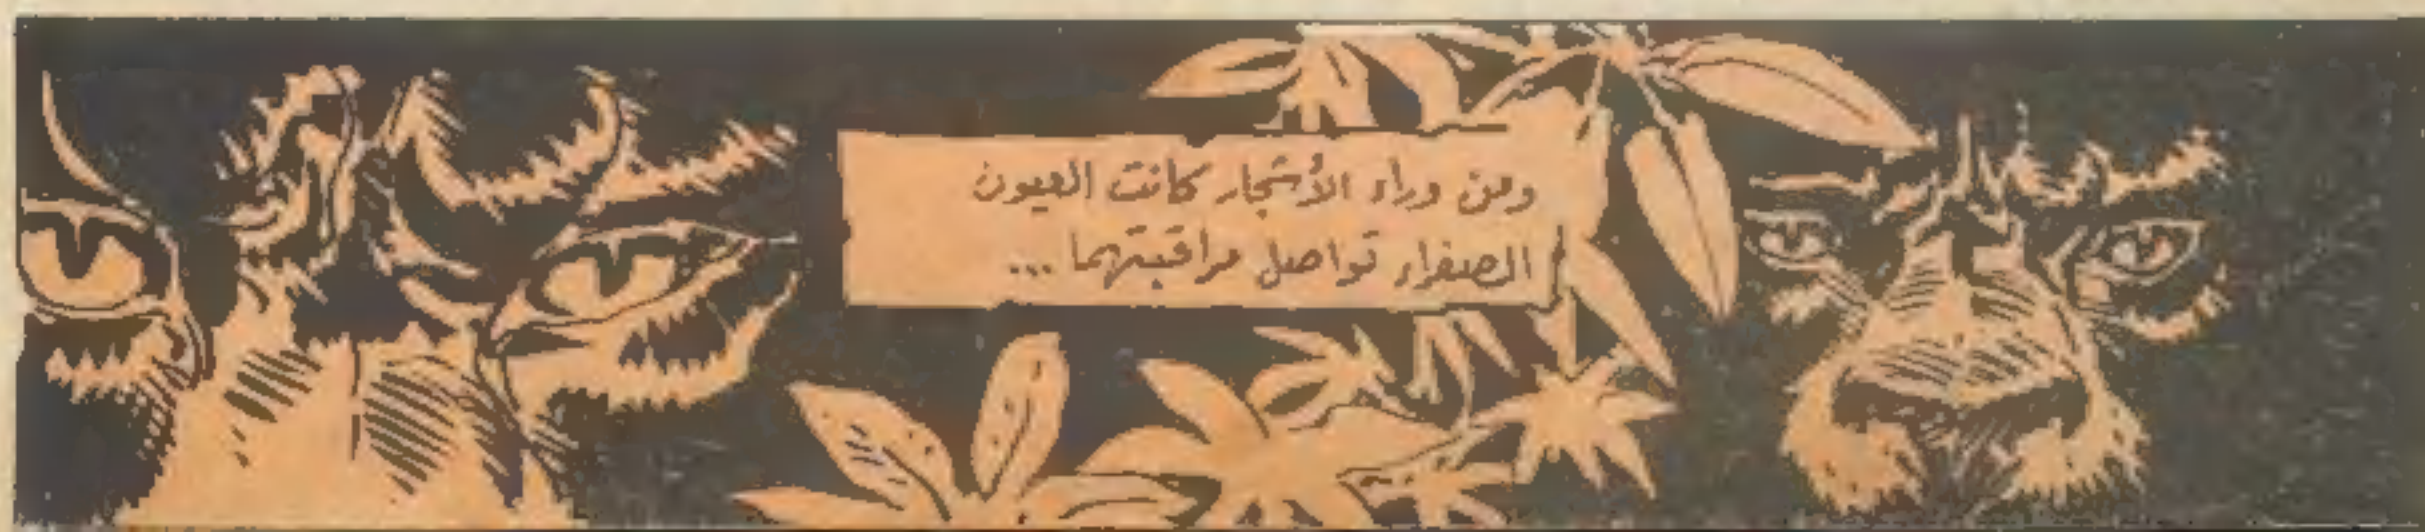 ومن وراء الأشجار كانت العيون
الصفراء تواصل مراقبتهما ...